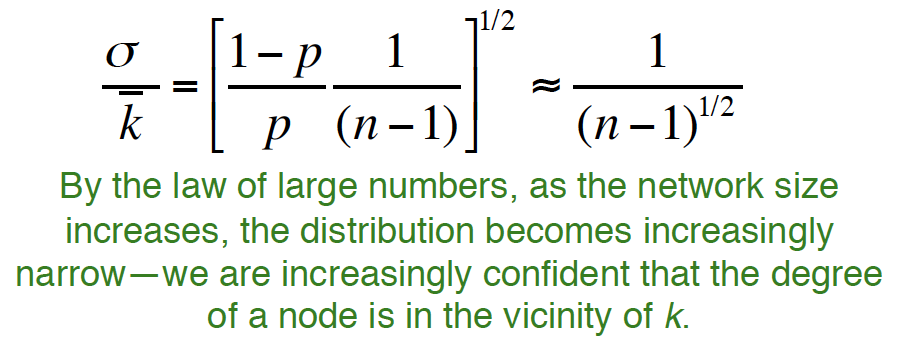 σ/k̄ = [1−p/p 1/(n−1)]^1/2 ≈ 1/(n−1)^1/2
By the law of large numbers, as the network size
increases, the distribution becomes increasingly
narrow—we are increasingly confident that the degree
of a node is in the vicinity of k.